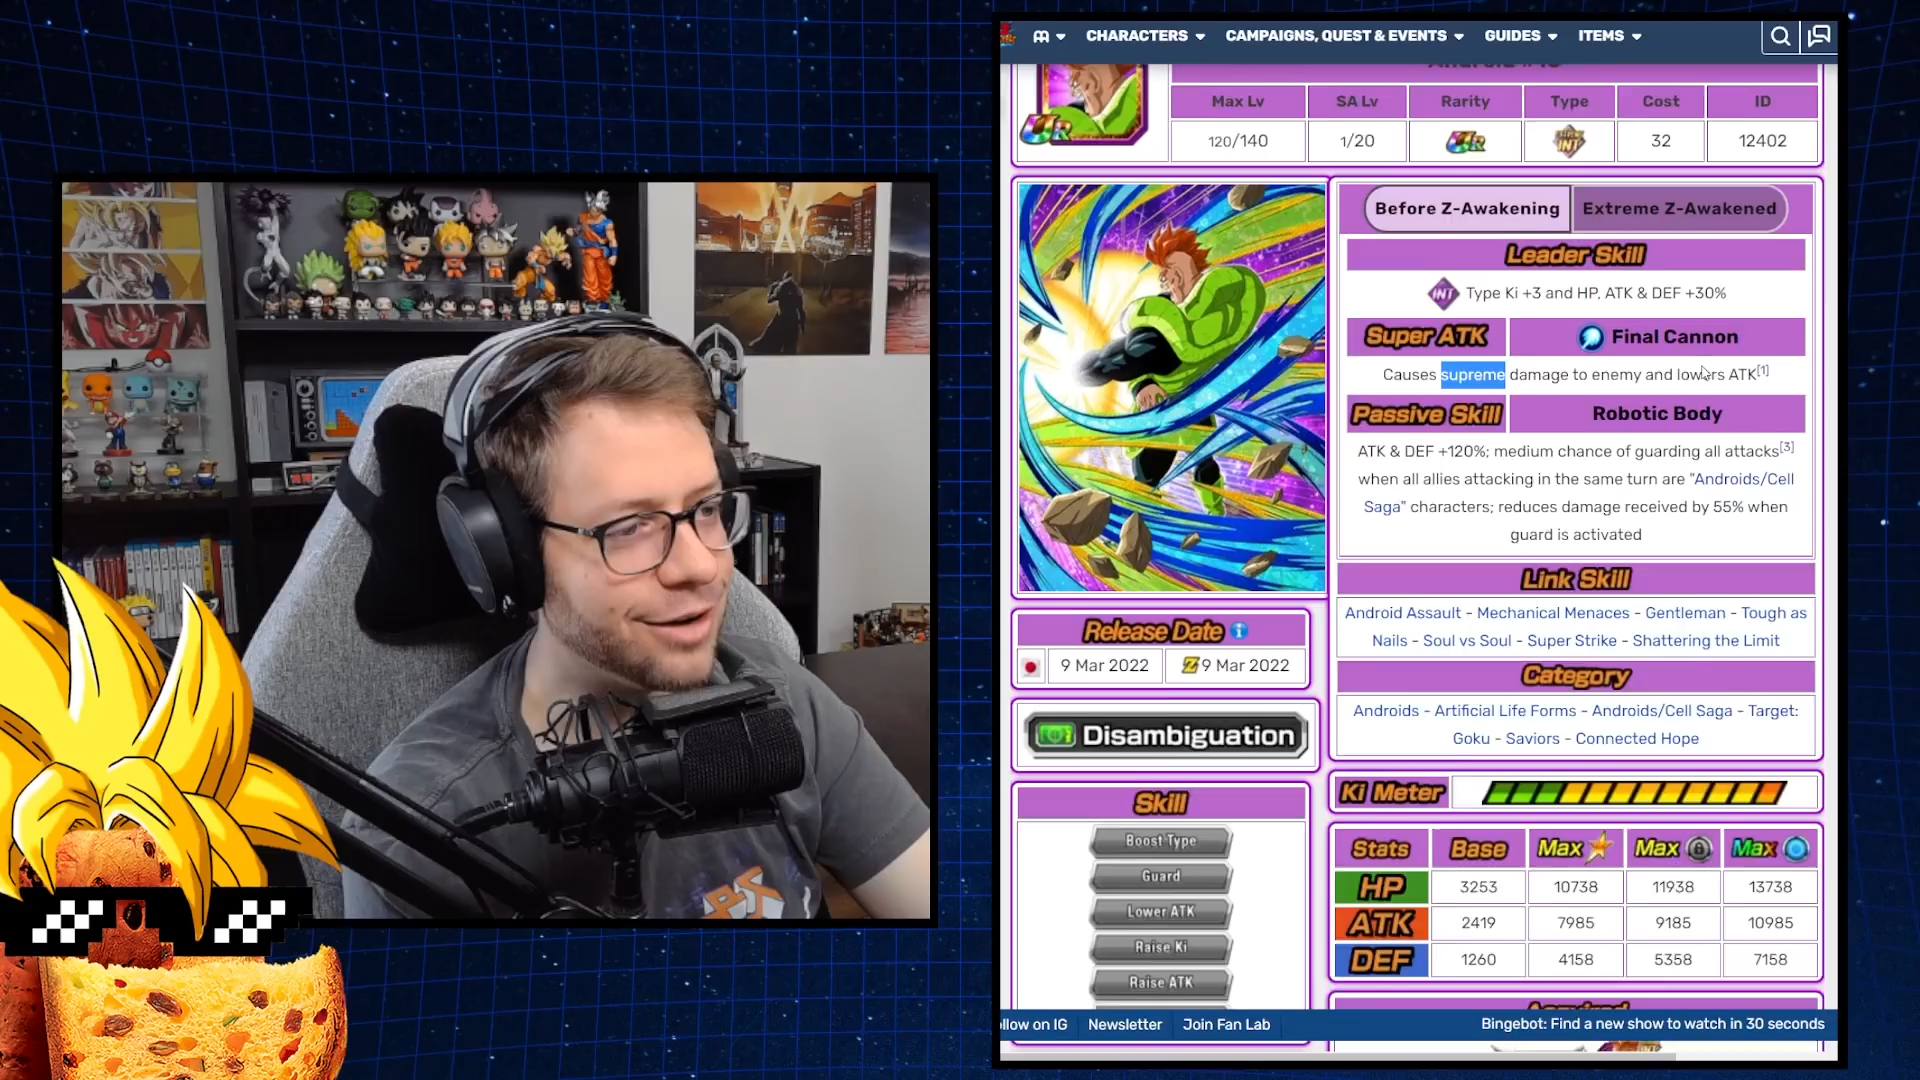 CHARACTERS
CAMPAIGNS, QUEST & EVENTS
GUIDES
ITEMS
Max Lv
SA Lv
Rarity
Type
Cost
ID
UR
120/140
1/20
UR
SUPER INT
32
12402
Before Z-Awakening
Extreme Z-Awakened
Leader Skill
INT Type Ki +3 and HP, ATK & DEF +30%
Super ATK
Final Cannon
Causes supreme damage to enemy and lowers ATK[1]
Passive Skill
Robotic Body
ATK & DEF +120%; medium chance of guarding all attacks[3]
when all allies attacking in the same turn are "Androids/Cell
Saga" characters; reduces damage received by 55% when
guard is activated
Link Skill
Android Assault - Mechanical Menaces - Gentleman - Tough as
Nails - Soul vs Soul - Super Strike - Shattering the Limit
Category
Androids - Artificial Life Forms - Androids/Cell Saga - Target:
Goku - Saviors - Connected Hope
Release Date
9 Mar 2022
Z 9 Mar 2022
Disambiguation
Skill
Boost Type
Guard
Lower ATK
Raise Ki
Raise ATK
Ki Meter
Stats
Base
Max
Max
Max
HP
3253
10738
11938
13738
ATK
2419
7985
9185
10985
DEF
1260
4158
5358
7158
llow on IG
Newsletter
Join Fan Lab
Bingebot: Find a new show to watch in 30 seconds